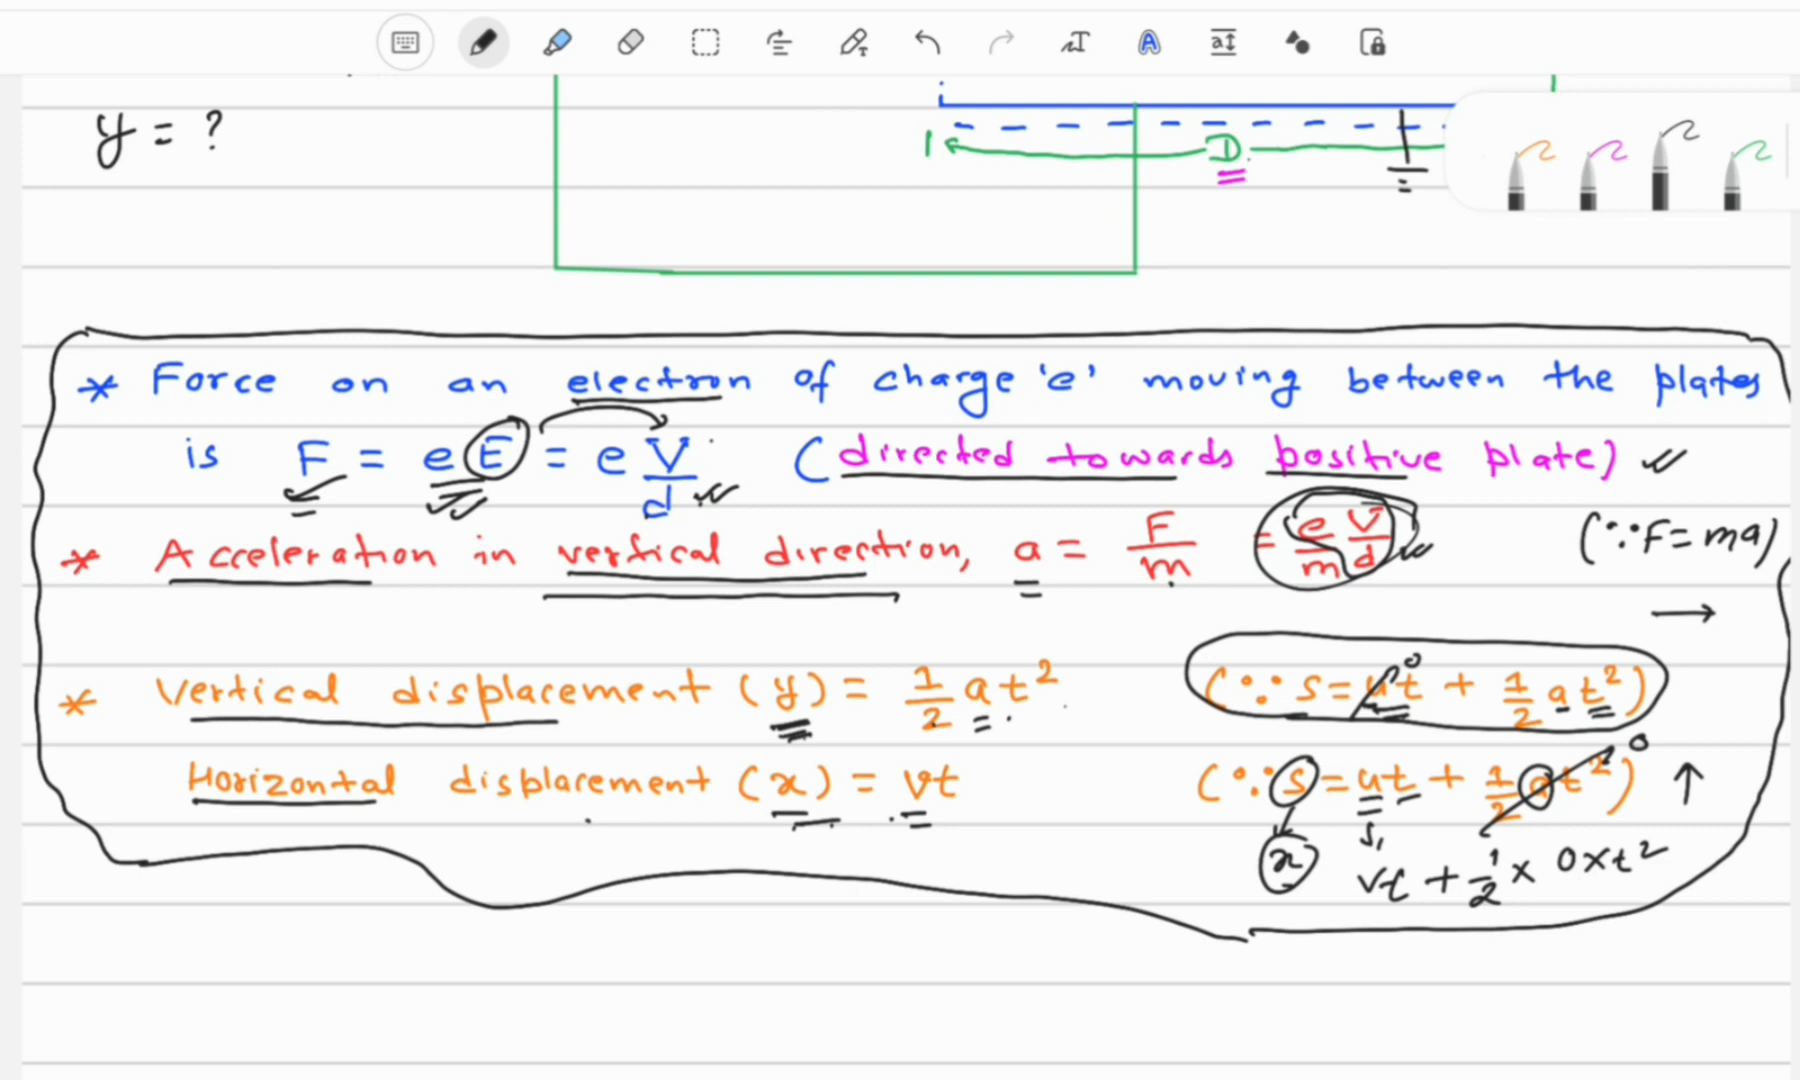 y = ?
D
* Force on an electron of charge 'e' moving between the plates
is F = eE = e V/d (directed towards positive plate)
* Acceleration in vertical direction, a = F/m = e/m V/d (∵ F = ma)
* Vertical displacement (y) = 1/2 at² (∵ s = ut + 1/2 at²) 0
Horizontal displacement (x) = vt (∵ s = ut + 1/2 at²) 0
x vt + 1/2 × 0 × t²